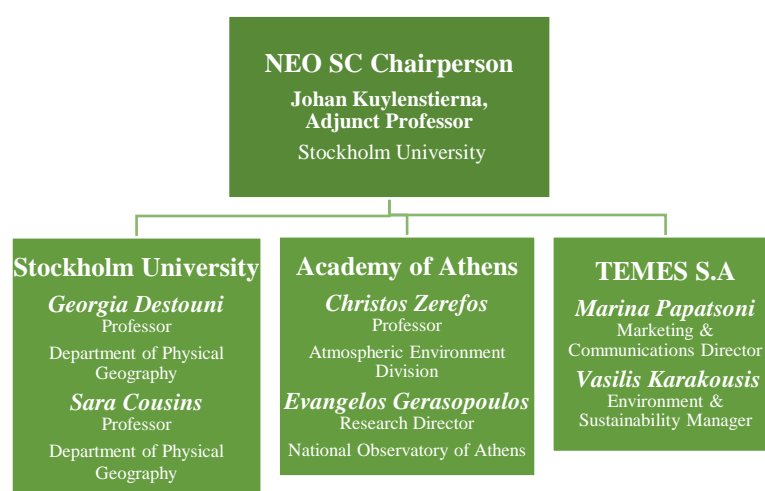 NEO SC Chairperson
Johan Kuylenstierna,
Adjunct Professor
Stockholm University
Stockholm University
Georgia Destouni
Professor
Department of Physical
Geography
Sara Cousins
Professor
Department of Physical
Geography
Academy of Athens
Christos Zerefos
Professor
Atmospheric Environment
Division
Evangelos Gerasopoulos
Research Director
National Observatory of Athens
TEMES S.A
Marina Papatsoni
Marketing &
Communications Director
Vasilis Karakousis
Environment &
Sustainability Manager